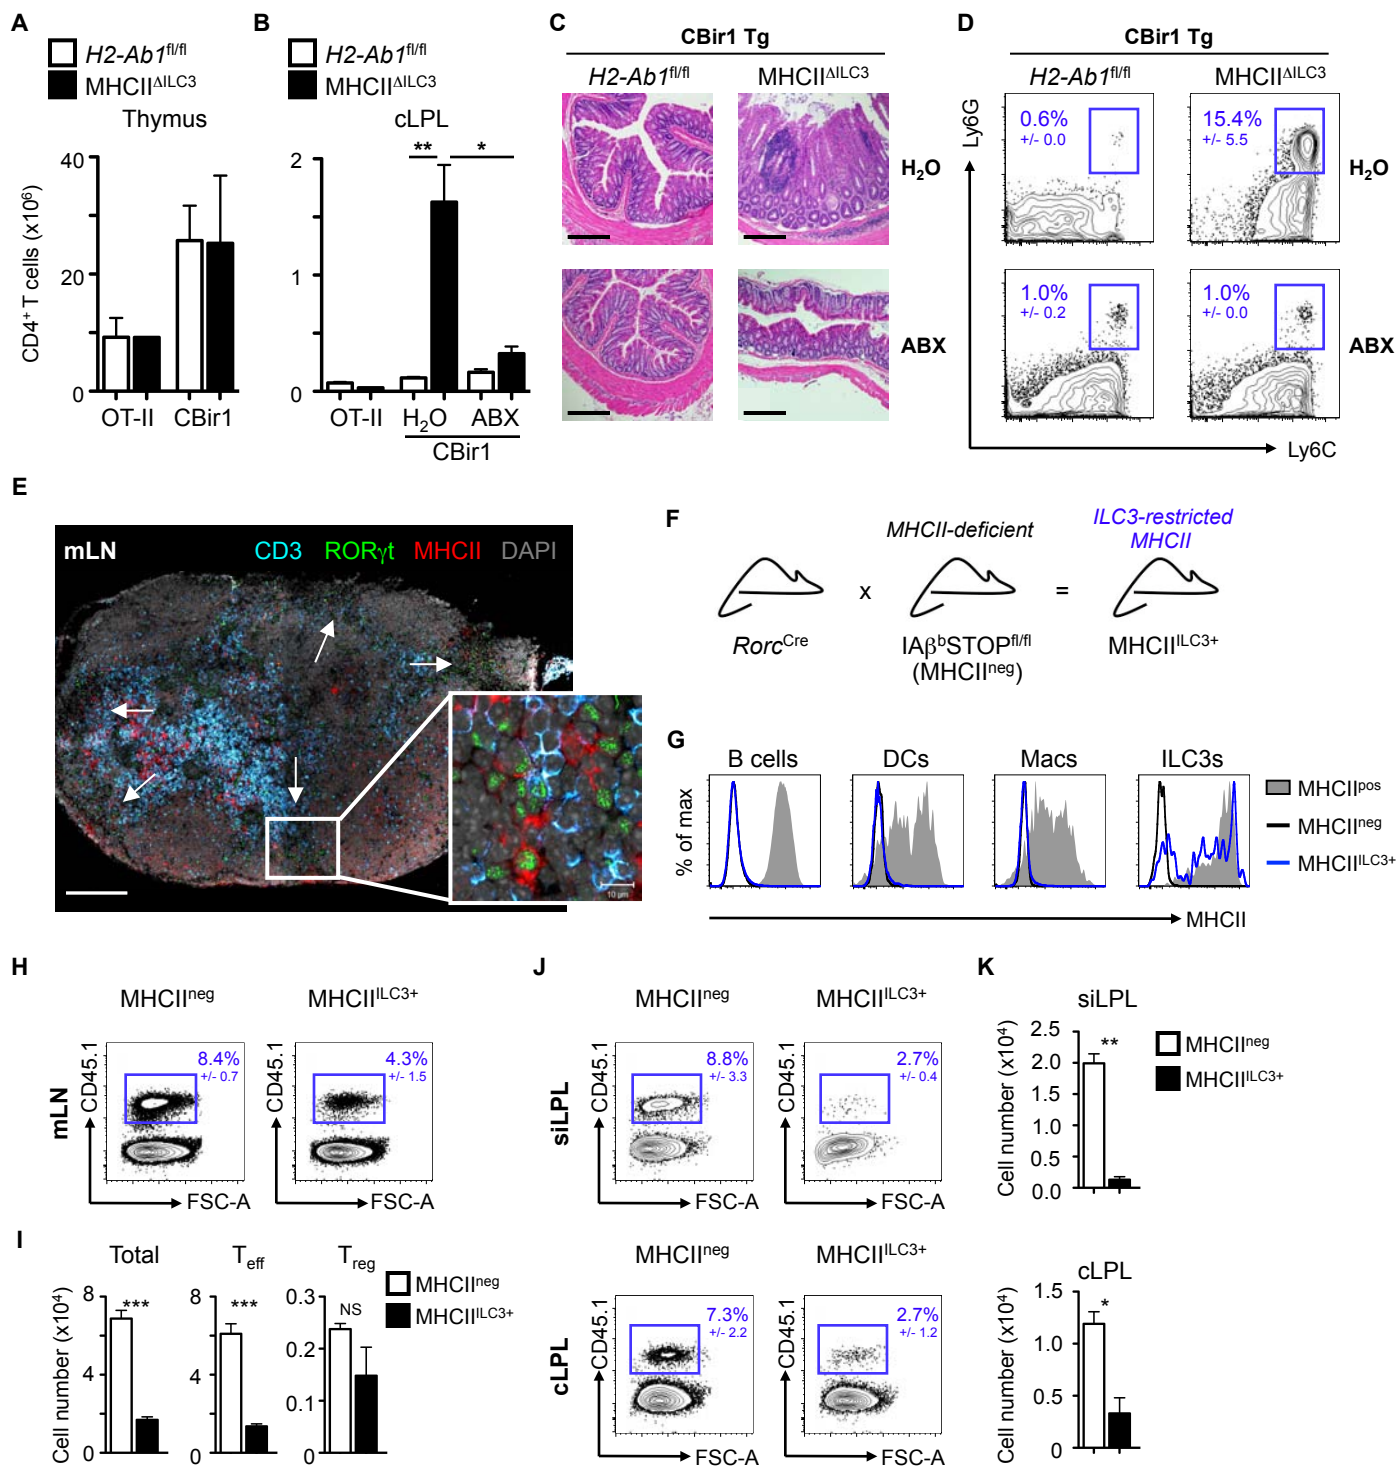 A
H2-Ab1fl/fl
MHCIIΔILC3
Thymus
CD4+ T cells (x10⁶)
40
20
0
OT-II CBir1
B
H2-Ab1fl/fl
MHCIIΔILC3
cLPL
** *
2
1
0
OT-II H₂O ABX
CBir1
C
CBir1 Tg
H2-Ab1fl/fl MHCIIΔILC3
H₂O
ABX
D
CBir1 Tg
H2-Ab1fl/fl MHCIIΔILC3
Ly6G
0.6%
+/- 0.0
15.4%
+/- 5.5
H₂O
1.0%
+/- 0.2
1.0%
+/- 0.0
ABX
Ly6C
E
mLN CD3 RORγt MHCII DAPI
10 μm
F
MHCII-deficient
ILC3-restricted
MHCII
x =
RorcCre
IAβᵇSTOPfl/fl
(MHCIIneg)
MHCIIILC3+
G
B cells DCs Macs ILC3s
% of max
MHCIIpos
MHCIIneg
MHCIIILC3+
MHCII
H
MHCIIneg MHCIIILC3+
mLN
CD45.1
8.4%
+/- 0.7
FSC-A
CD45.1
4.3%
+/- 1.5
FSC-A
I
Total Teff Treg
MHCIIneg
MHCIIILC3+
Cell number (x10⁴)
8
4
0
***
8
4
0
***
0.3
0.2
0.1
0
NS
J
MHCIIneg MHCIIILC3+
siLPL
CD45.1
8.8%
+/- 3.3
FSC-A
CD45.1
2.7%
+/- 0.4
FSC-A
MHCIIneg MHCIIILC3+
cLPL
CD45.1
7.3%
+/- 2.2
FSC-A
CD45.1
2.7%
+/- 1.2
FSC-A
K
siLPL
Cell number (x10⁴)
2.5
2.0
1.5
1.0
0.5
0.0
**
MHCIIneg
MHCIIILC3+
cLPL
Cell number (x10⁴)
1.5
1.0
0.5
0
*